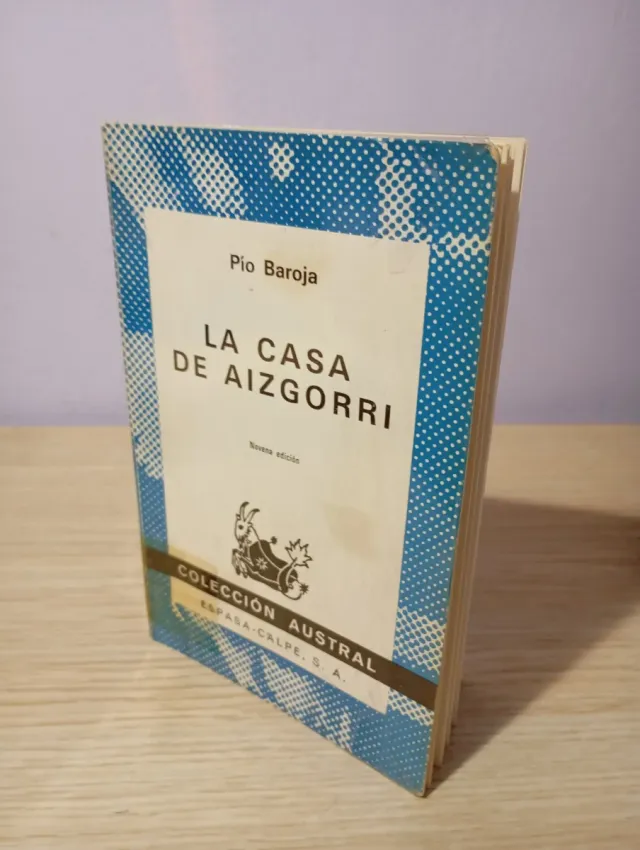 Pío Baroja
LA CASA
DE AIZGORRI
Novena edición
COLECCIÓN AUSTRAL
ESPASA-CALPE, S. A.